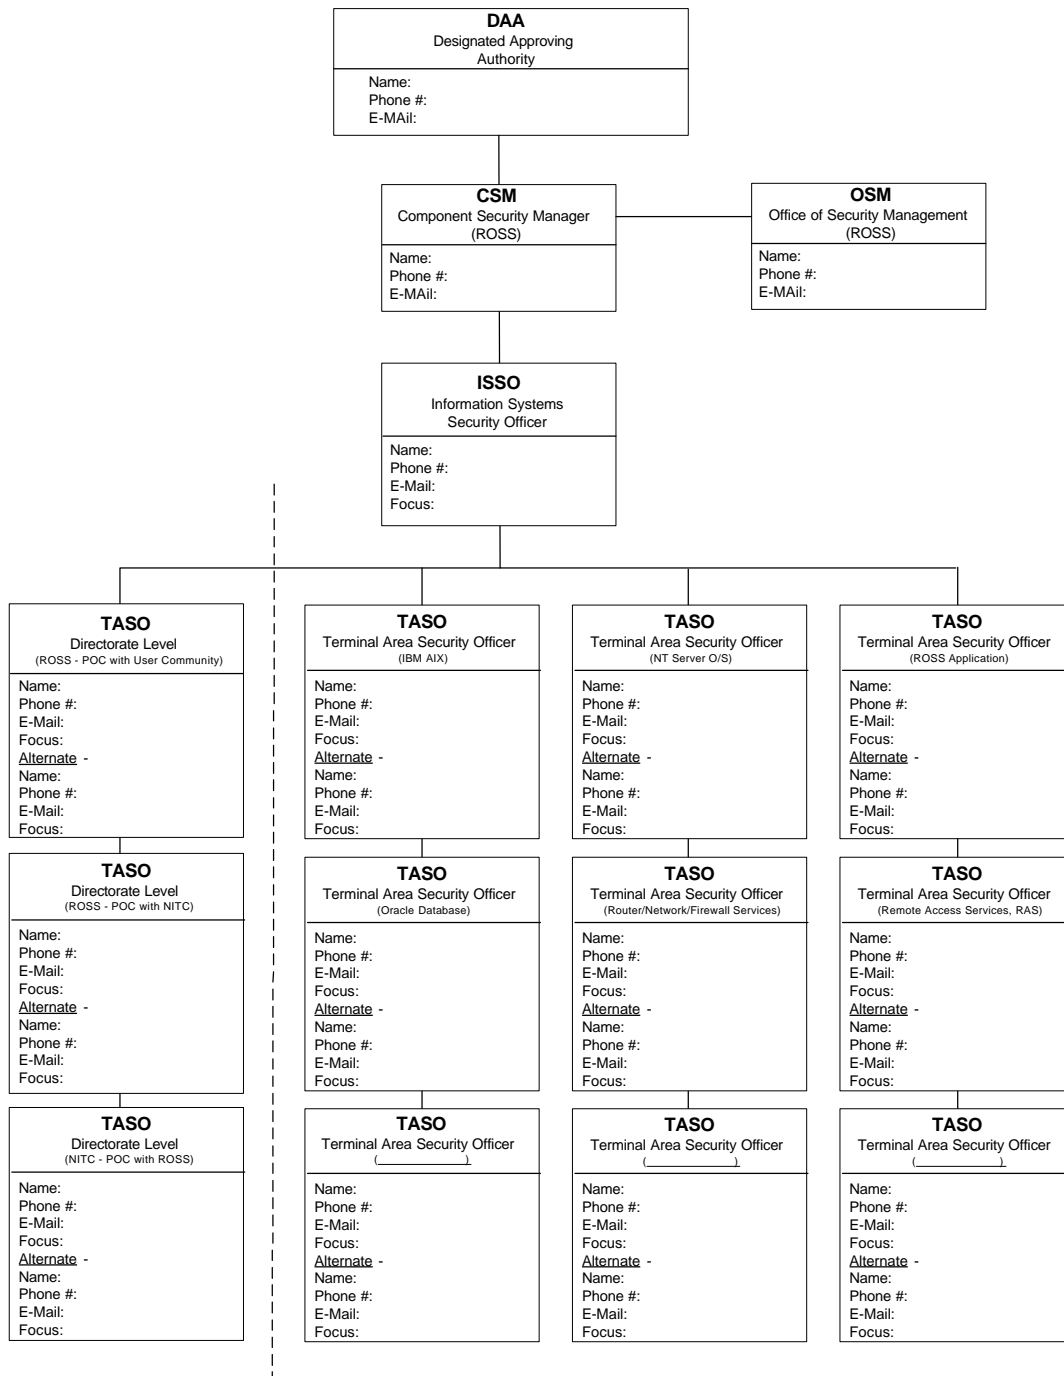 DAA
Designated Approving
Authority
Name:
Phone #:
E-MAil:
CSM
Component Security Manager
(ROSS)
Name:
Phone #:
E-MAil:
OSM
Office of Security Management
(ROSS)
Name:
Phone #:
E-MAil:
ISSO
Information Systems
Security Officer
Name:
Phone #:
E-Mail:
Focus:
TASO
Directorate Level
(ROSS - POC with User Community)
Name:
Phone #:
E-Mail:
Focus:
Alternate -
Name:
Phone #:
E-Mail:
Focus:
TASO
Terminal Area Security Officer
(IBM AIX)
Name:
Phone #:
E-Mail:
Focus:
Alternate -
Name:
Phone #:
E-Mail:
Focus:
TASO
Terminal Area Security Officer
(NT Server O/S)
Name:
Phone #:
E-Mail:
Focus:
Alternate -
Name:
Phone #:
E-Mail:
Focus:
TASO
Terminal Area Security Officer
(ROSS Application)
Name:
Phone #:
E-Mail:
Focus:
Alternate -
Name:
Phone #:
E-Mail:
Focus:
TASO
Directorate Level
(ROSS - POC with NITC)
Name:
Phone #:
E-Mail:
Focus:
Alternate -
Name:
Phone #:
E-Mail:
Focus:
TASO
Terminal Area Security Officer
(Oracle Database)
Name:
Phone #:
E-Mail:
Focus:
Alternate -
Name:
Phone #:
E-Mail:
Focus:
TASO
Terminal Area Security Officer
(Router/Network/Firewall Services)
Name:
Phone #:
E-Mail:
Focus:
Alternate -
Name:
Phone #:
E-Mail:
Focus:
TASO
Terminal Area Security Officer
(Remote Access Services, RAS)
Name:
Phone #:
E-Mail:
Focus:
Alternate -
Name:
Phone #:
E-Mail:
Focus:
TASO
Directorate Level
(NITC - POC with ROSS)
Name:
Phone #:
E-Mail:
Focus:
Alternate -
Name:
Phone #:
E-Mail:
Focus:
TASO
Terminal Area Security Officer
(______________)
Name:
Phone #:
E-Mail:
Focus:
Alternate -
Name:
Phone #:
E-Mail:
Focus:
TASO
Terminal Area Security Officer
(______________)
Name:
Phone #:
E-Mail:
Focus:
Alternate -
Name:
Phone #:
E-Mail:
Focus:
TASO
Terminal Area Security Officer
(______________)
Name:
Phone #:
E-Mail:
Focus:
Alternate -
Name:
Phone #:
E-Mail:
Focus: